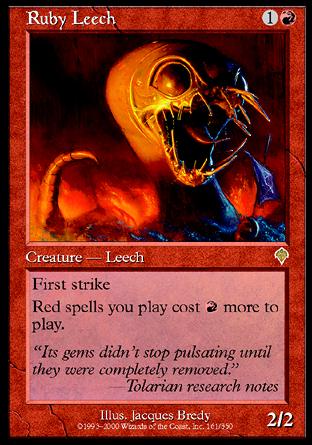 Ruby Leech 1
Creature — Leech
First strike
Red spells you play cost more to
play.
“Its gems didn’t stop pulsating until
they were completely removed.”
—Tolarian research notes
Illus. Jacques Bredy
©1993–2000 Wizards of the Coast, Inc. 161/350
2/2